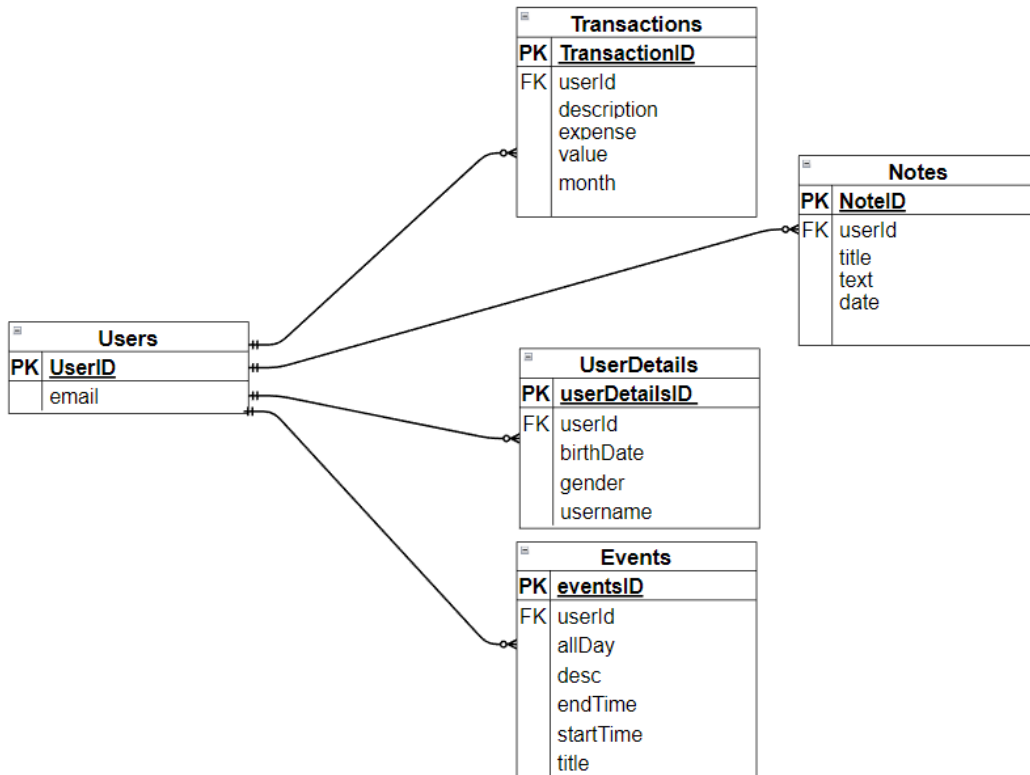 Transactions
PK TransactionID
FK userId
description
expense
value
month
Notes
PK NoteID
FK userId
title
text
date
Users
PK UserID
email
UserDetails
PK userDetailsID
FK userId
birthDate
gender
username
Events
PK eventsID
FK userId
allDay
desc
endTime
startTime
title